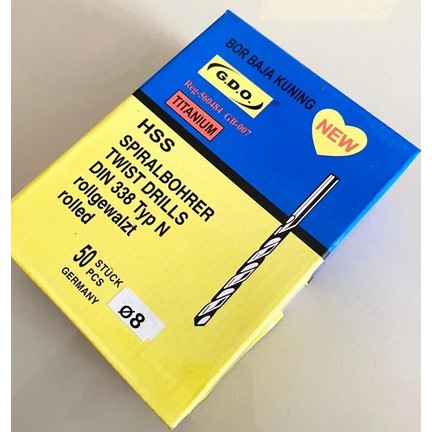 BOR BAJA KUNING
G.D.O.
®
Reg-560484 GB-007
TITANIUM
NEW
HSS
SPIRALBOHRER
TWIST DRILLS
DIN 338 Typ N
rollgewalzt
rolled
50 STÜCK
PCS
GERMANY
Ø8